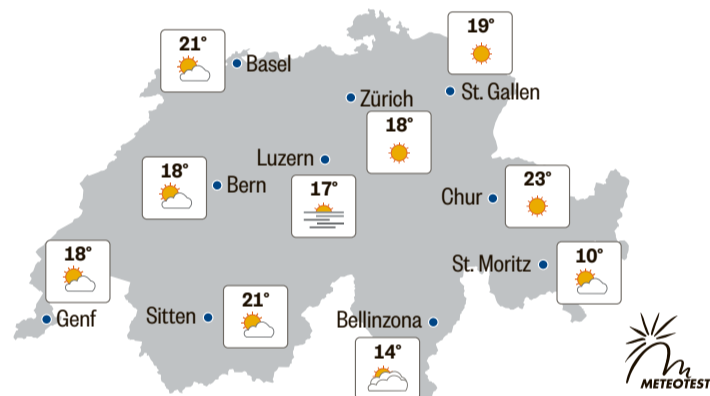 19°
21°
Basel
St. Gallen
Zürich
18°
Luzern
18°
Bern
17°
23°
Chur
18°
St. Moritz
10°
Genf
Sitten
21°
Bellinzona
14°
METEOTEST